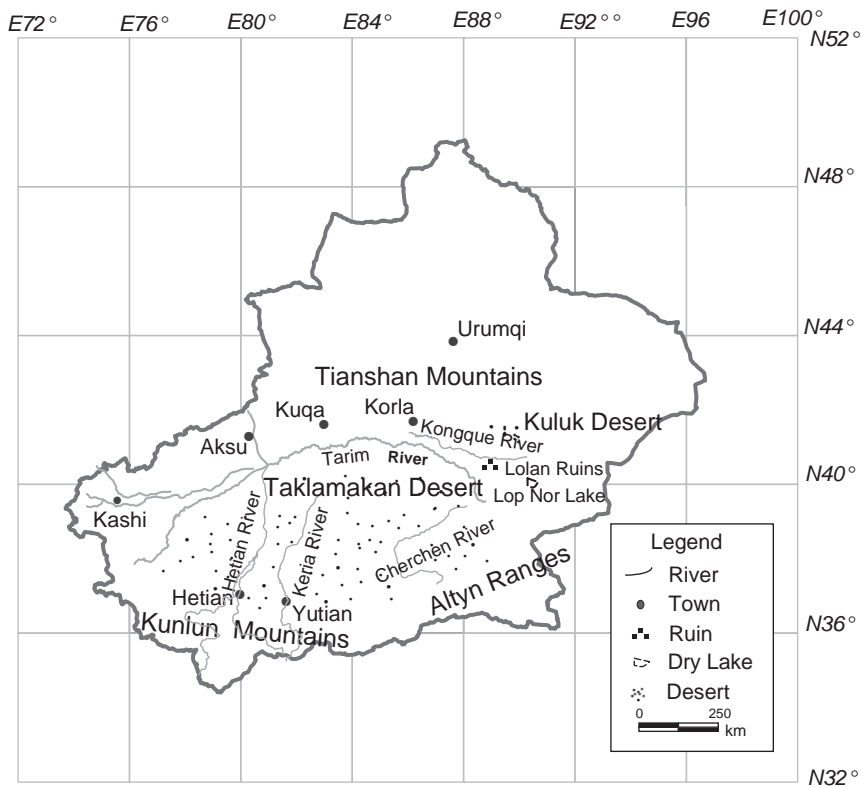 E72° E76° E80° E84° E88° E92°° E96 E100°
N52°
N48°
N44°
Urumqi
Tianshan Mountains
Kuqa
Korla
Kuluk Desert
Aksu
Kongque River
Tarim River
Lolan Ruins
N40°
Taklamakan Desert
Lop Nor Lake
Kashi
Hetian River
Keria River
Cherchen River
Altyn Ranges
Hetian
Yutian
Kunlun Mountains
N36°
Legend
River
Town
Ruin
Dry Lake
Desert
0 250
km
N32°